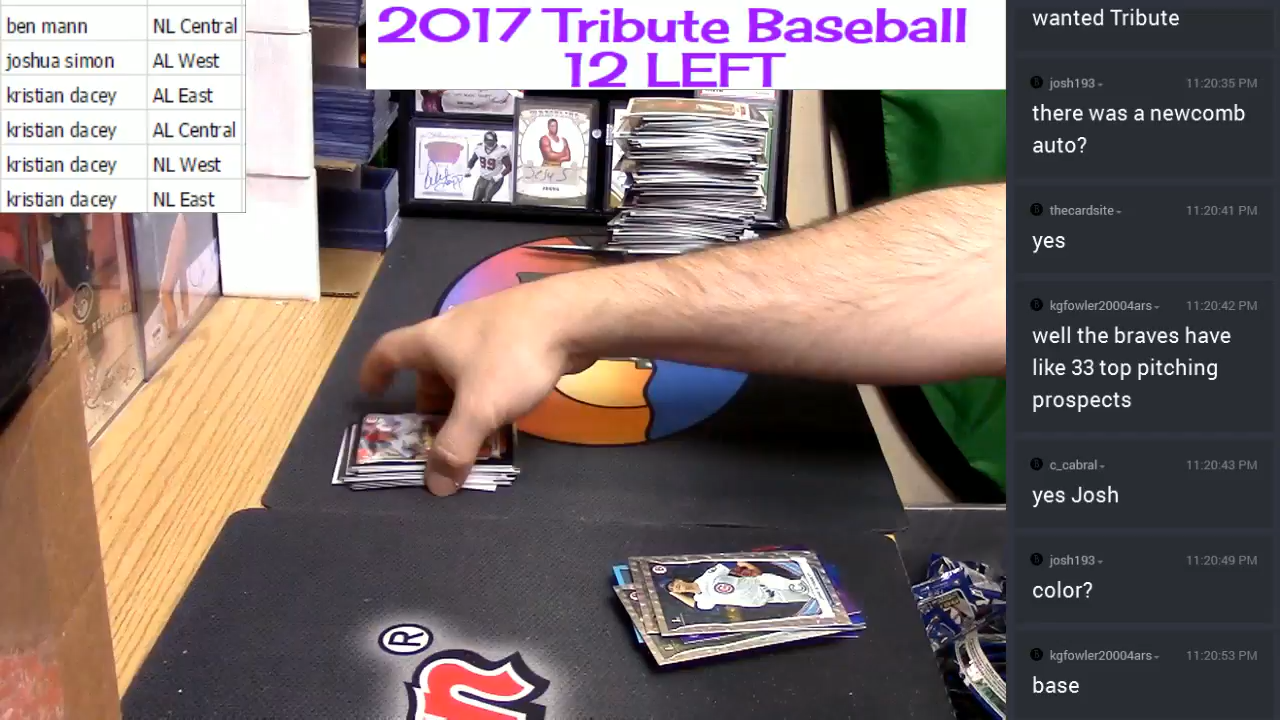 ben mann NL Central
joshua simon AL West
kristian dacey AL East
kristian dacey AL Central
kristian dacey NL West
kristian dacey NL East
2017 Tribute Baseball
12 LEFT
99
®
wanted Tribute
josh193 11:20:35 PM
there was a newcomb
auto?
thecardsite 11:20:41 PM
yes
kgfowler20004ars 11:20:42 PM
well the braves have
like 33 top pitching
prospects
c_cabral 11:20:43 PM
yes Josh
josh193 11:20:49 PM
color?
kgfowler20004ars 11:20:53 PM
base